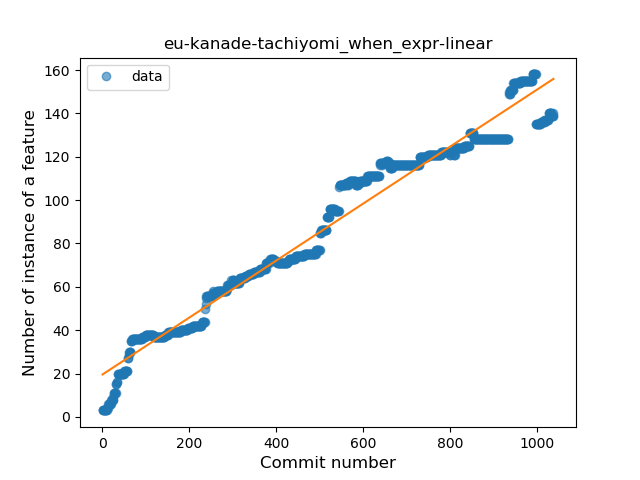 eu-kanade-tachiyomi_when_expr-linear
data
Number of instance of a feature
160
140
120
100
80
60
40
20
0
0 200 400 600 800 1000
Commit number